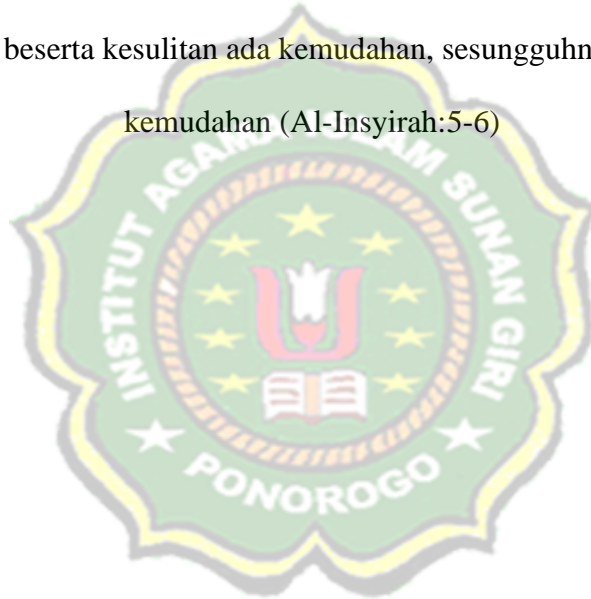 beserta kesulitan ada kemudahan, sesungguhn
kemudahan (Al-Insyirah:5-6)
INSTITUT AGAMA ISLAM SUNAN GIRI
PONOROGO